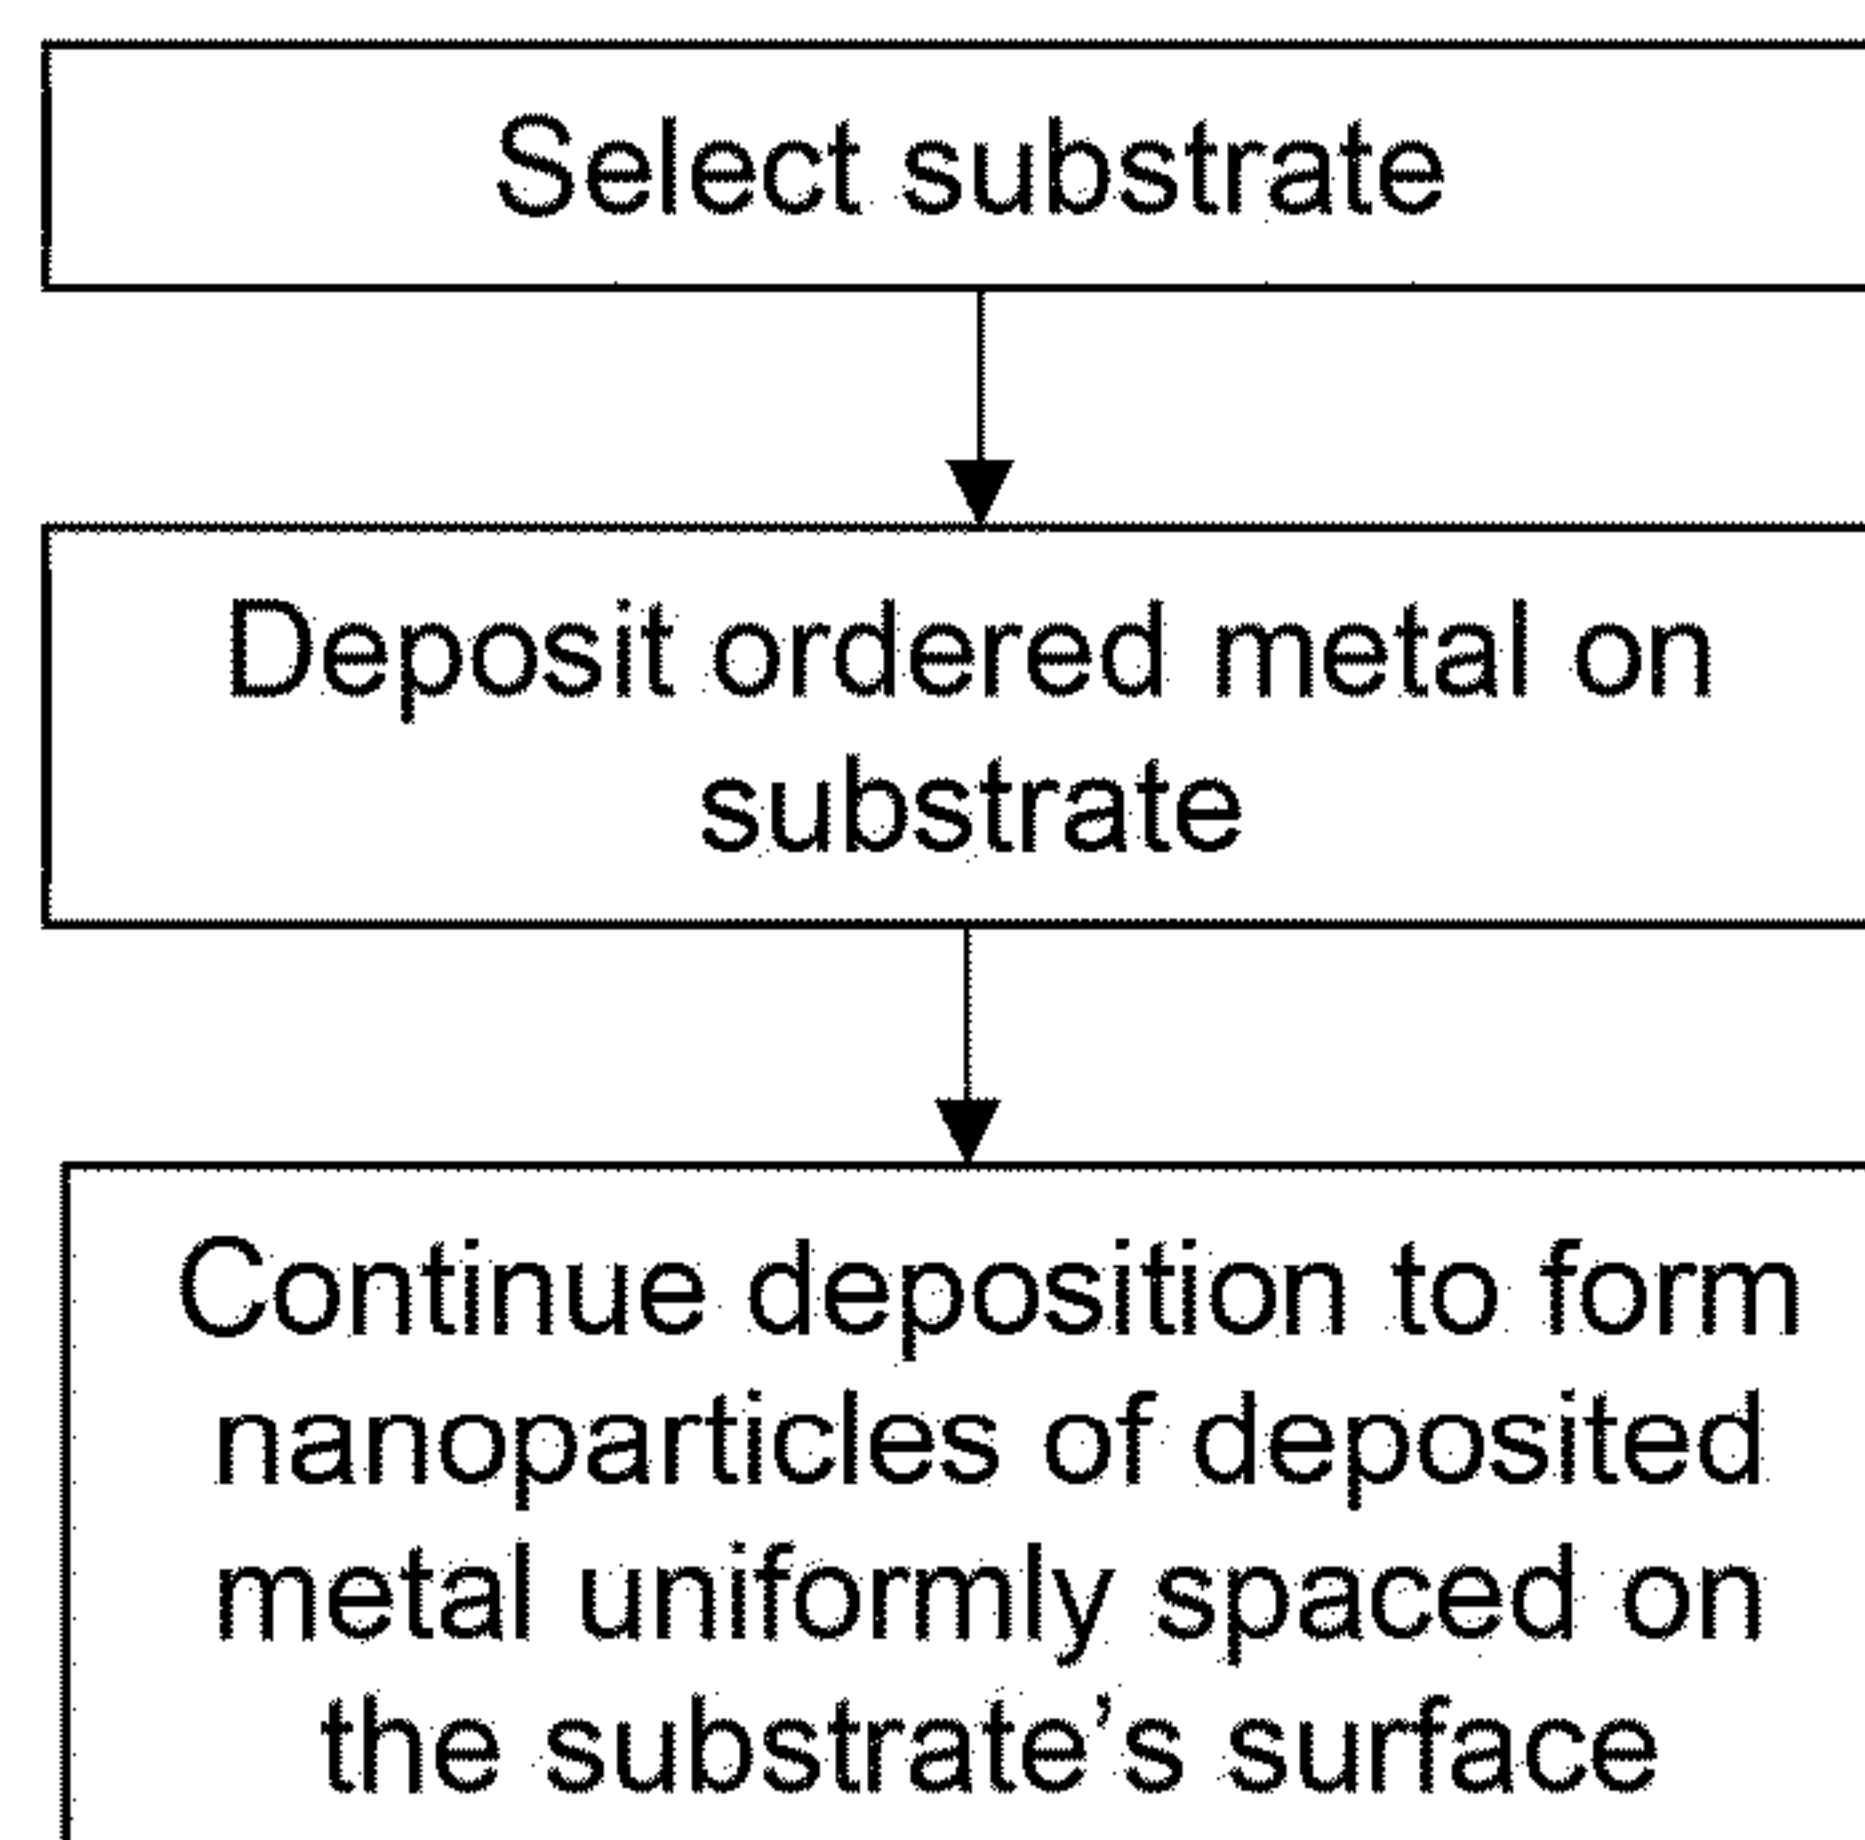 Select substrate
Deposit ordered metal on
substrate
Continue deposition to form
nanoparticles of deposited
metal uniformly spaced on
the substrate’s surface